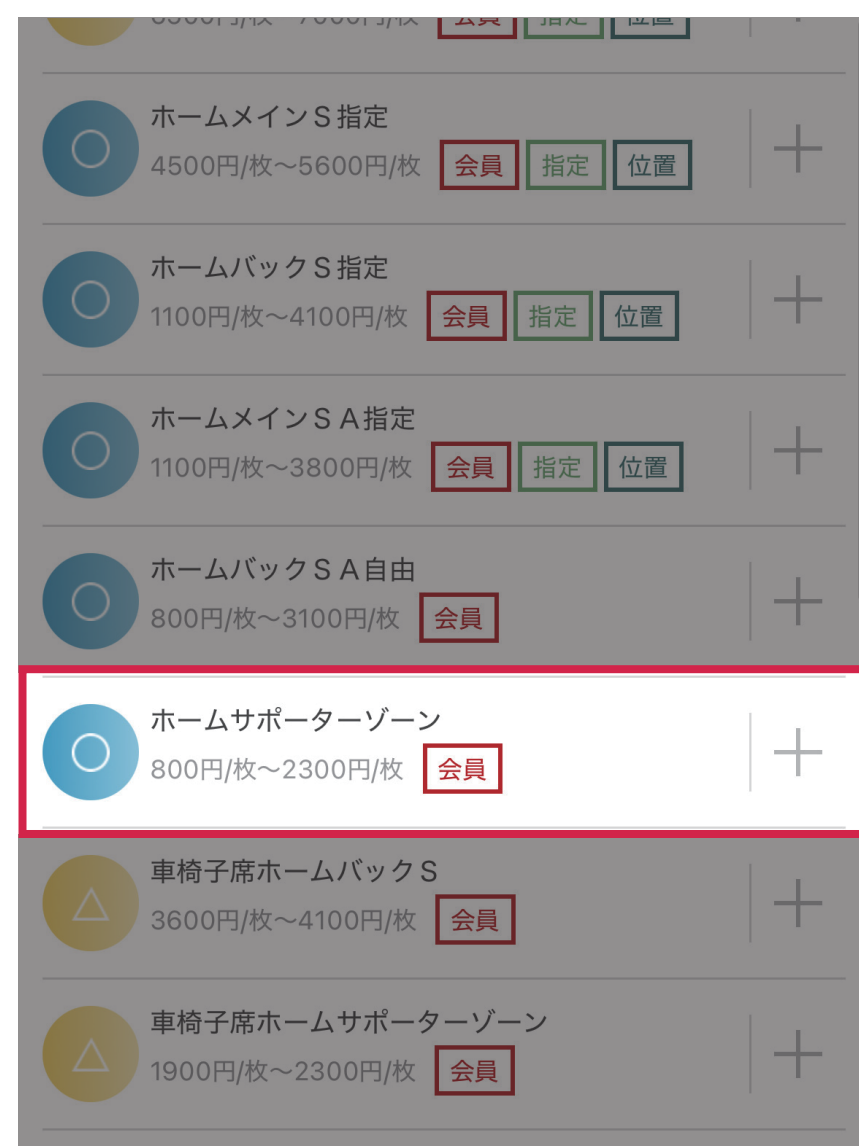 ホームメインＳ指定
4500円/枚～5600円/枚 会員 指定 位置
ホームバックＳ指定
1100円/枚～4100円/枚 会員 指定 位置
ホームメインＳＡ指定
1100円/枚～3800円/枚 会員 指定 位置
ホームバックＳＡ自由
800円/枚～3100円/枚 会員
ホームサポーターゾーン
800円/枚～2300円/枚 会員
車椅子席ホームバックＳ
3600円/枚～4100円/枚 会員
車椅子席ホームサポーターゾーン
1900円/枚～2300円/枚 会員